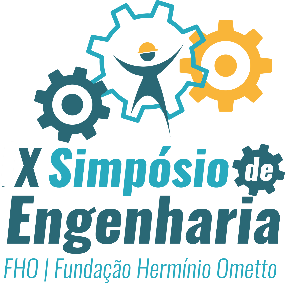 X Simpósio de
Engenharia
FHO | Fundação Hermínio Ometto